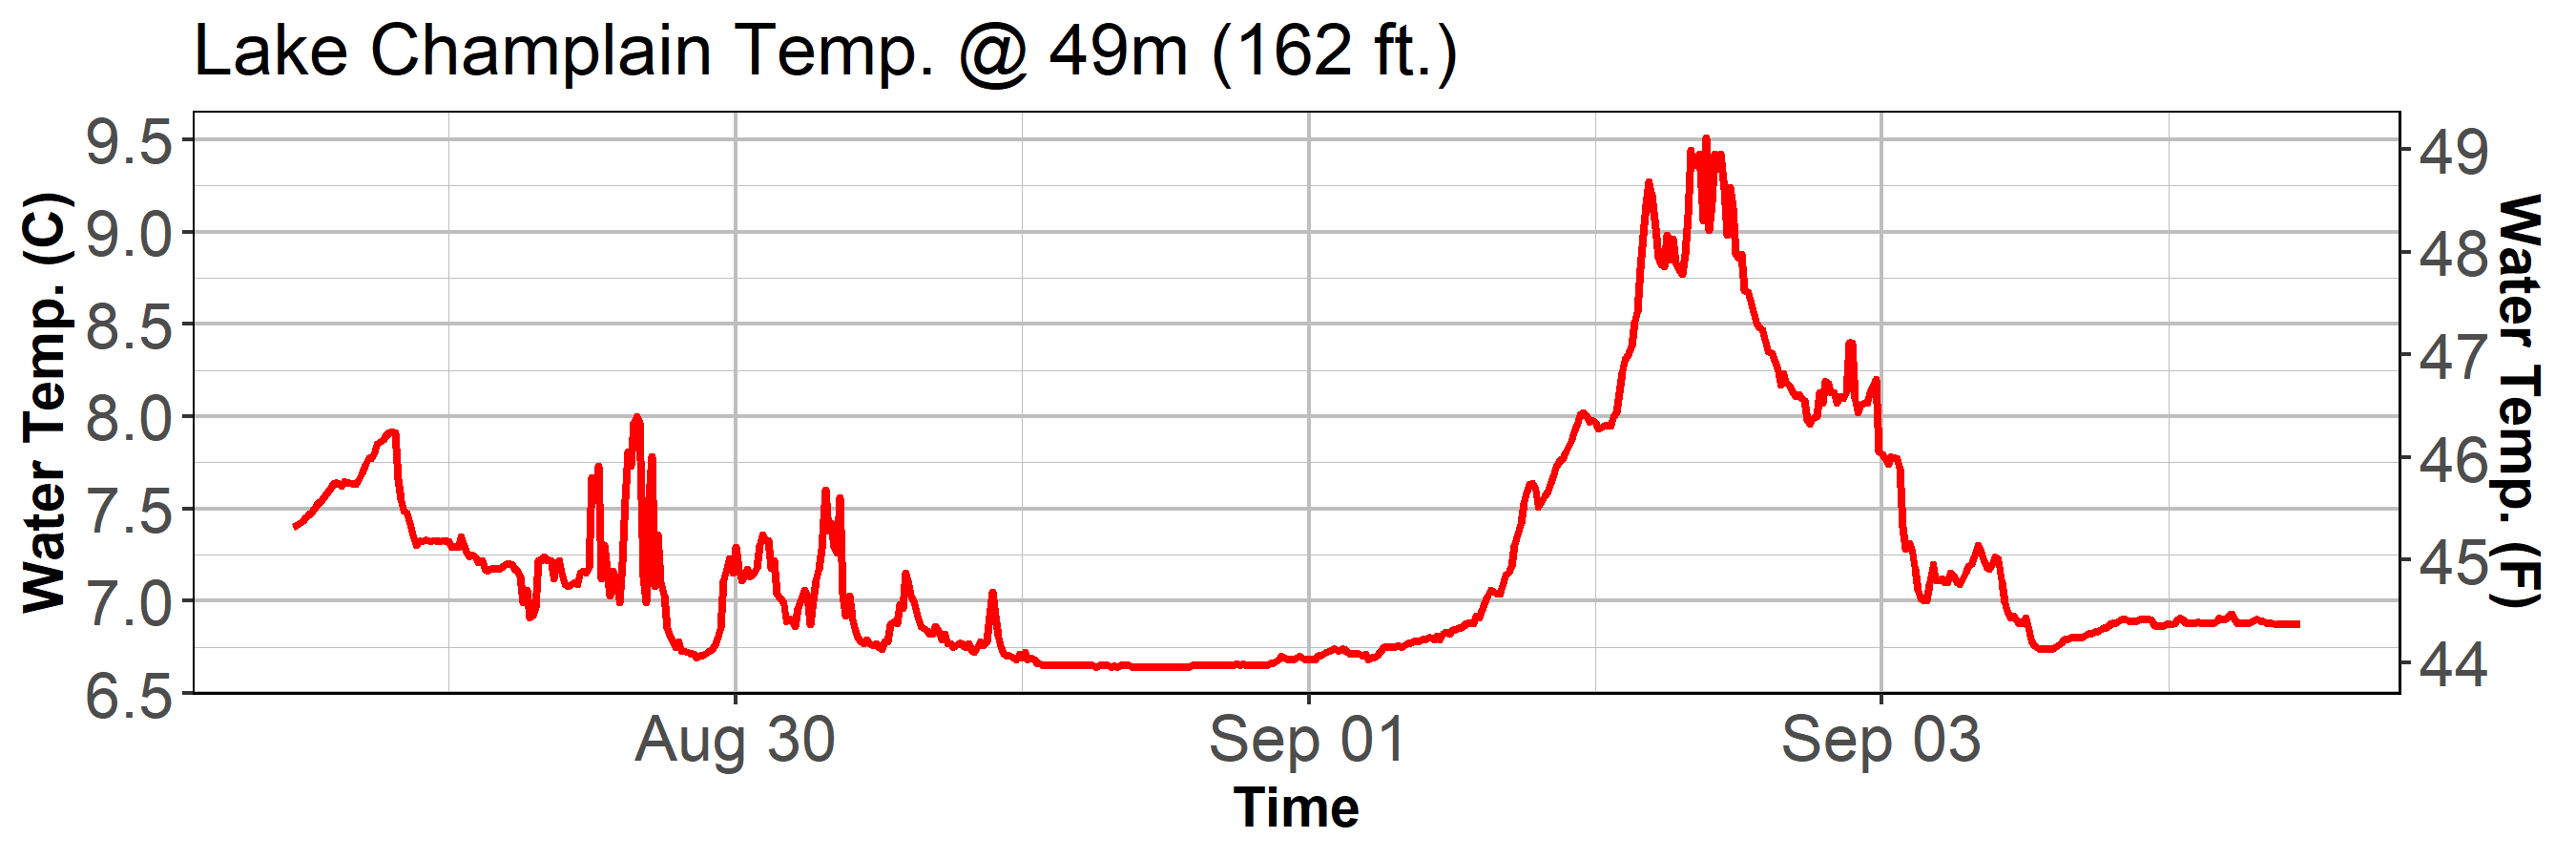 Lake Champlain Temp. @ 49m (162 ft.)
Water Temp. (C)
9.5
9.0
8.5
8.0
7.5
7.0
6.5
49
48
47
46
45
44
Water Temp. (F)
Aug 30
Sep 01
Sep 03
Time